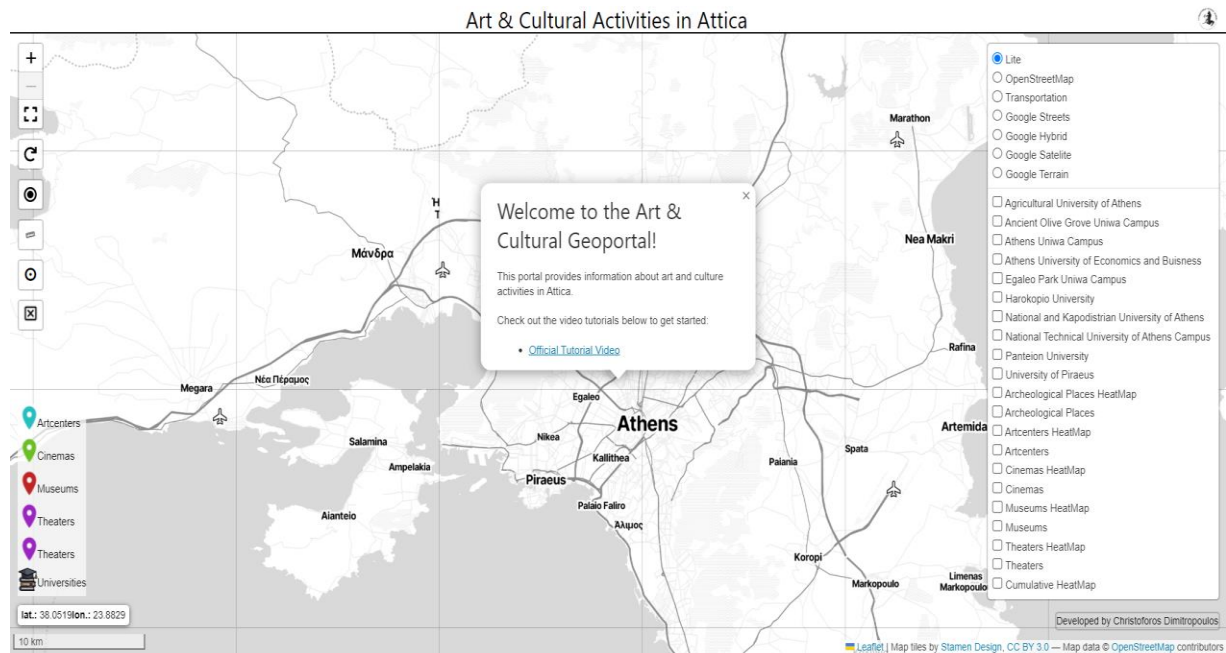 Art & Cultural Activities in Attica
+
−
Marathon
Ή
Τ
Μάνδρα
Nea Makri
Rafina
Megara
Νέα Πέραμος
Egaleo
Athens
Artemida
Salamina
Nikea
Kallithea
Ampelakia
Piraeus
Paiania
Spata
Palaio Faliro
Άλιμος
Aianteio
Koropi
Markopoulo
Limenas
Markopoulo
×
Welcome to the Art &
Cultural Geoportal!
This portal provides information about art and culture
activities in Attica.
Check out the video tutorials below to get started:
• Official Tutorial Video
Lite
OpenStreetMap
Transportation
Google Streets
Google Hybrid
Google Satelite
Google Terrain
Agricultural University of Athens
Ancient Olive Grove Uniwa Campus
Athens Uniwa Campus
Athens University of Economics and Buisness
Egaleo Park Uniwa Campus
Harokopio University
National and Kapodistrian University of Athens
National Technical University of Athens Campus
Panteion University
University of Piraeus
Archeological Places HeatMap
Archeological Places
Artcenters HeatMap
Artcenters
Cinemas HeatMap
Cinemas
Museums HeatMap
Museums
Theaters HeatMap
Theaters
Cumulative HeatMap
Artcenters
Cinemas
Museums
Theaters
Theaters
Universities
lat.: 38.0519lon.: 23.8829
10 km
Developed by Christoforos Dimitropoulos
Leaflet | Map tiles by Stamen Design, CC BY 3.0 — Map data © OpenStreetMap contributors